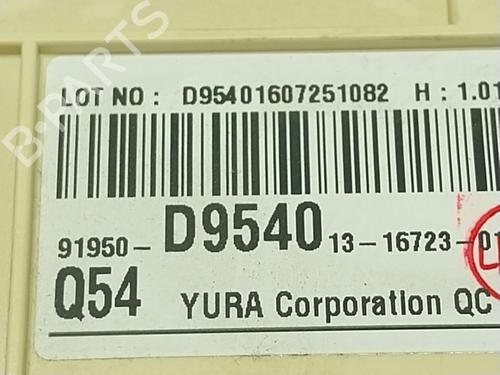 LOT NO : D95401607251082 H : 1.01
91950- D9540 13-16723-01
Q54 YURA Corporation QC
B-PARTS